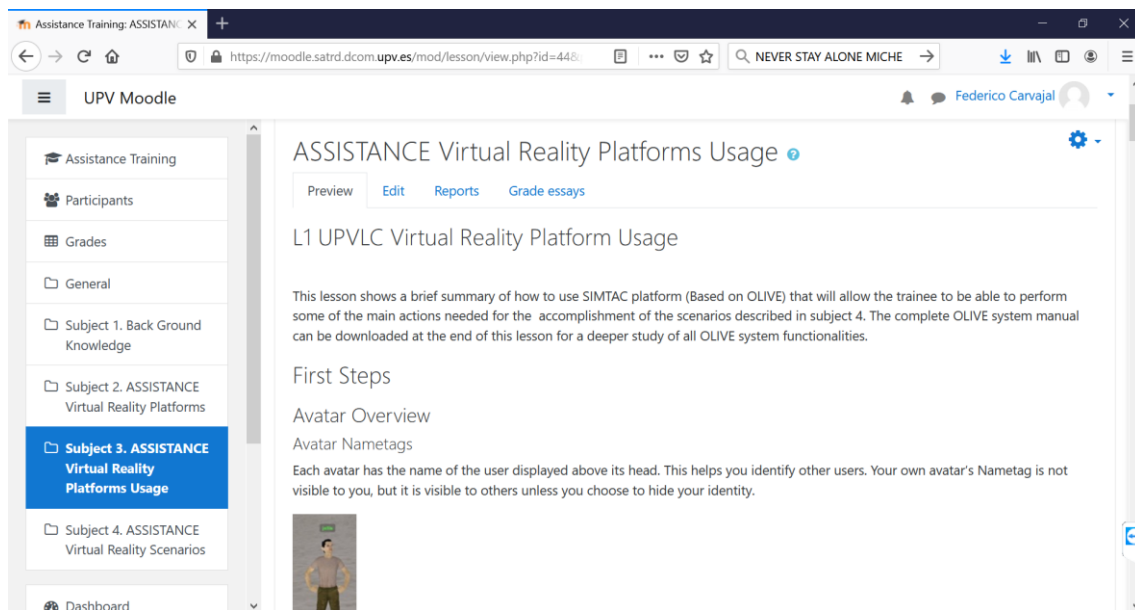 Assistance Training: ASSISTANC
https://moodle.satrd.dcom.upv.es/mod/lesson/view.php?id=448
NEVER STAY ALONE MICHE
UPV Moodle
Federico Carvajal
Assistance Training
Participants
Grades
General
Subject 1. Back Ground
Knowledge
Subject 2. ASSISTANCE
Virtual Reality Platforms
Subject 3. ASSISTANCE
Virtual Reality
Platforms Usage
Subject 4. ASSISTANCE
Virtual Reality Scenarios
Dashboard
ASSISTANCE Virtual Reality Platforms Usage
Preview Edit Reports Grade essays
L1 UPVLC Virtual Reality Platform Usage
This lesson shows a brief summary of how to use SIMTAC platform (Based on OLIVE) that will allow the trainee to be able to perform
some of the main actions needed for the accomplishment of the scenarios described in subject 4. The complete OLIVE system manual
can be downloaded at the end of this lesson for a deeper study of all OLIVE system functionalities.
First Steps
Avatar Overview
Avatar Nametags
Each avatar has the name of the user displayed above its head. This helps you identify other users. Your own avatar's Nametag is not
visible to you, but it is visible to others unless you choose to hide your identity.